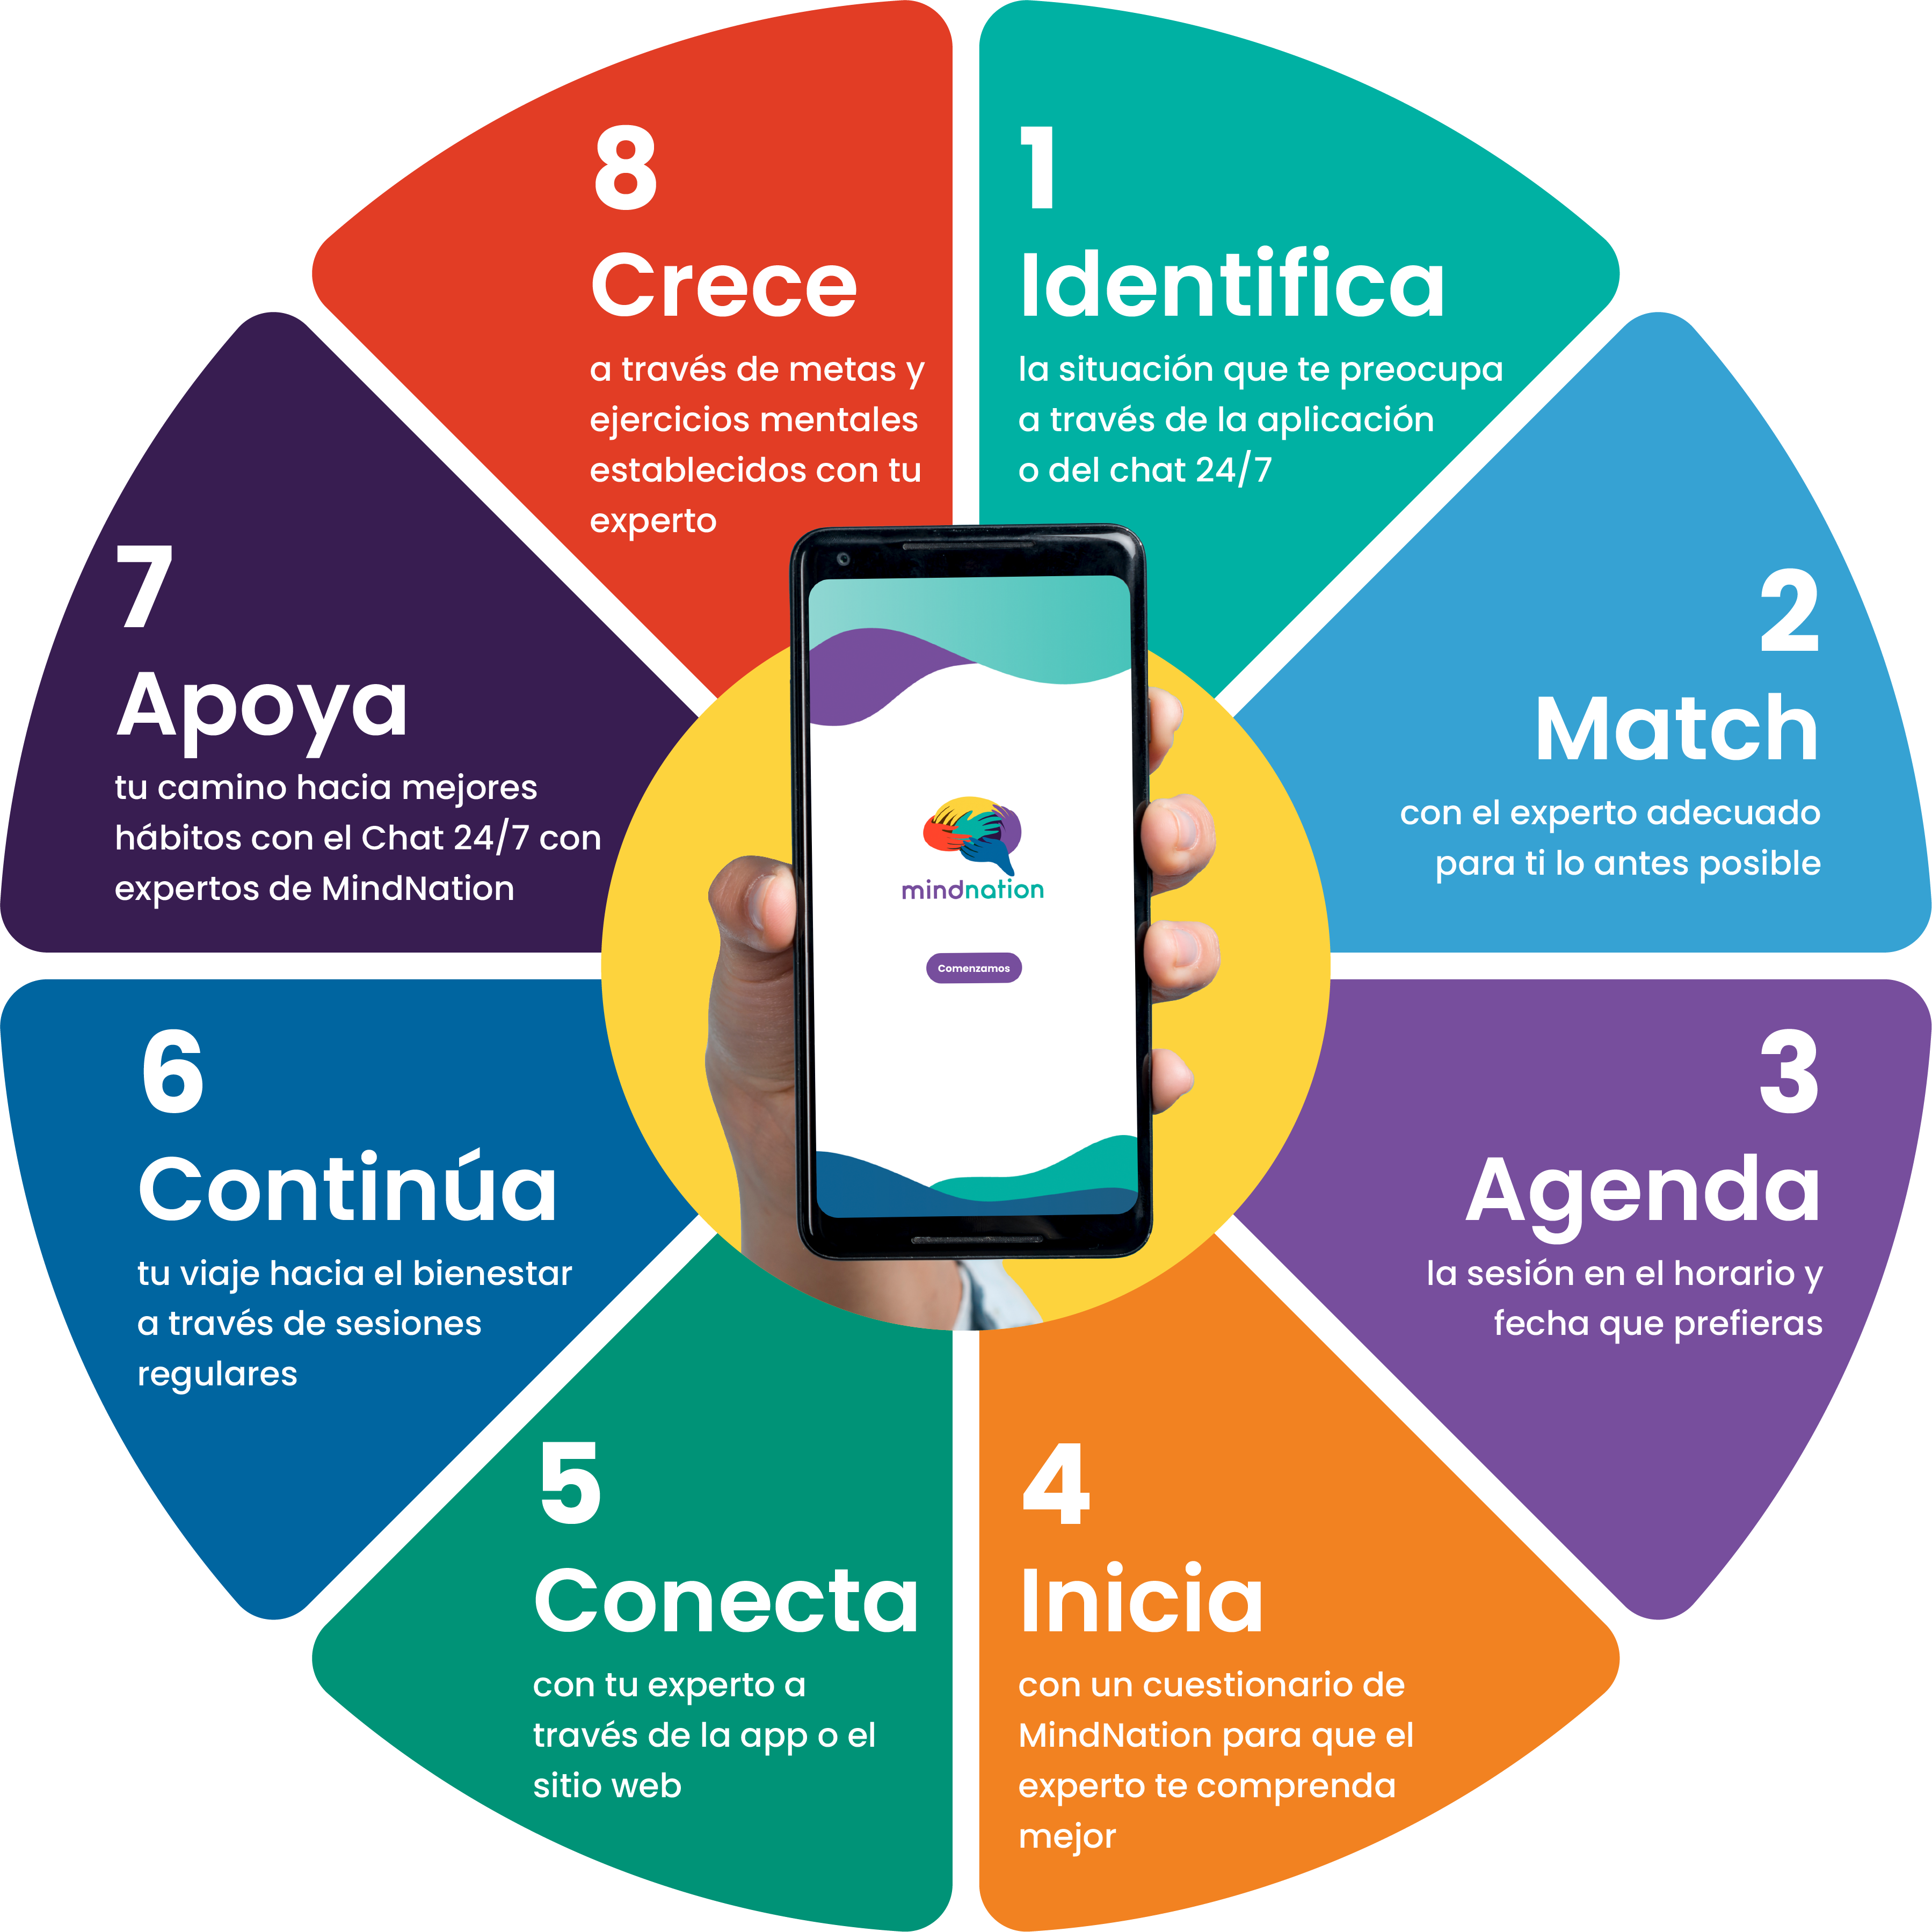 1
Identifica
la situación que te preocupa
a través de la aplicación
o del chat 24/7
2
Match
con el experto adecuado
para ti lo antes posible
3
Agenda
la sesión en el horario y
fecha que prefieras
4
Inicia
con un cuestionario de
MindNation para que el
experto te comprenda
mejor
5
Conecta
con tu experto a
través de la app o el
sitio web
6
Continúa
tu viaje hacia el bienestar
a través de sesiones
regulares
7
Apoya
tu camino hacia mejores
hábitos con el Chat 24/7 con
expertos de MindNation
8
Crece
a través de metas y
ejercicios mentales
establecidos con tu
experto
mindnation
Comenzamos